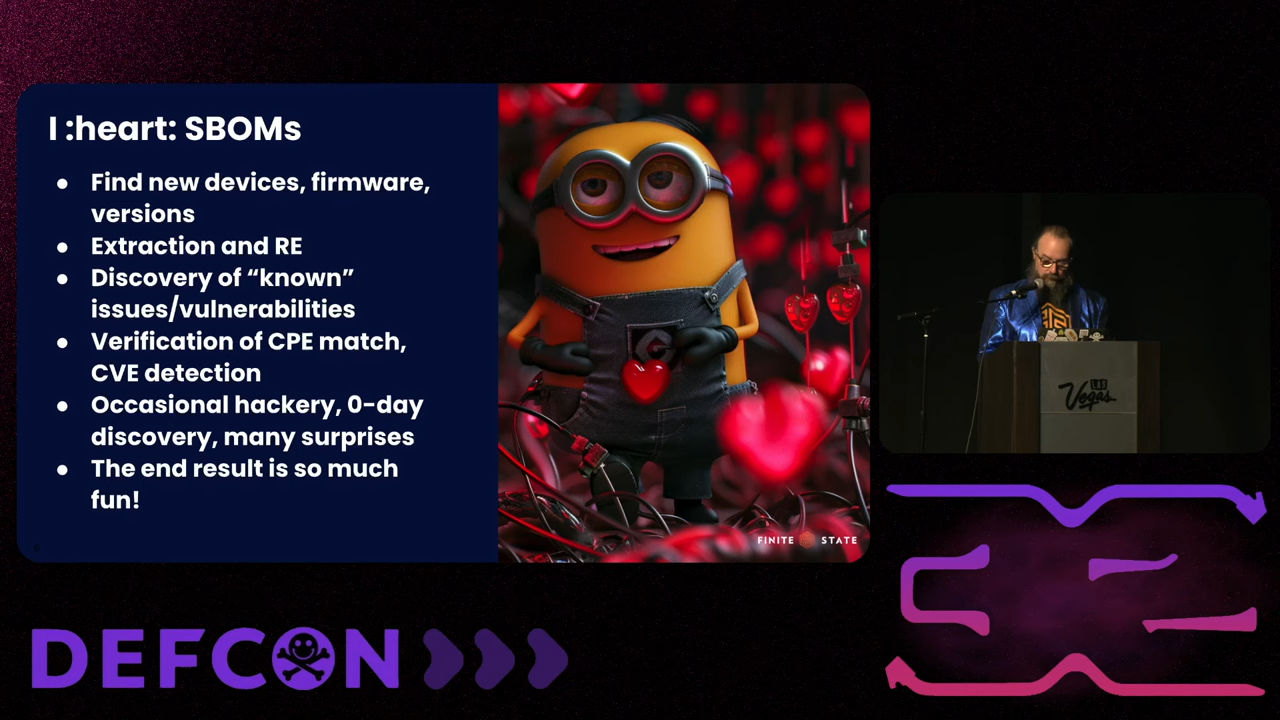 I :heart: SBOMs
● Find new devices, firmware,
versions
● Extraction and RE
● Discovery of “known”
issues/vulnerabilities
● Verification of CPE match,
CVE detection
● Occasional hackery, 0-day
discovery, many surprises
● The end result is so much
fun!
FINITE STATE
LAS
Vegas
DEFCON